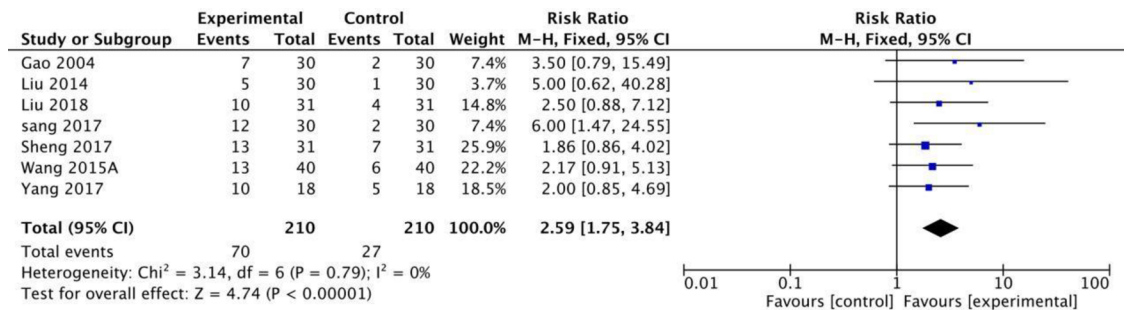 Experimental Control Risk Ratio Risk Ratio
Study or Subgroup Events Total Events Total Weight M-H, Fixed, 95% CI M-H, Fixed, 95% CI
Gao 2004 7 30 2 30 7.4% 3.50 [0.79, 15.49]
Liu 2014 5 30 1 30 3.7% 5.00 [0.62, 40.28]
Liu 2018 10 31 4 31 14.8% 2.50 [0.88, 7.12]
sang 2017 12 30 2 30 7.4% 6.00 [1.47, 24.55]
Sheng 2017 13 31 7 31 25.9% 1.86 [0.86, 4.02]
Wang 2015A 13 40 6 40 22.2% 2.17 [0.91, 5.13]
Yang 2017 10 18 5 18 18.5% 2.00 [0.85, 4.69]
Total (95% CI) 210 210 100.0% 2.59 [1.75, 3.84]
Total events 70 27
Heterogeneity: Chi² = 3.14, df = 6 (P = 0.79); I² = 0%
Test for overall effect: Z = 4.74 (P < 0.00001)
0.01 0.1 1 10 100
Favours [control] Favours [experimental]